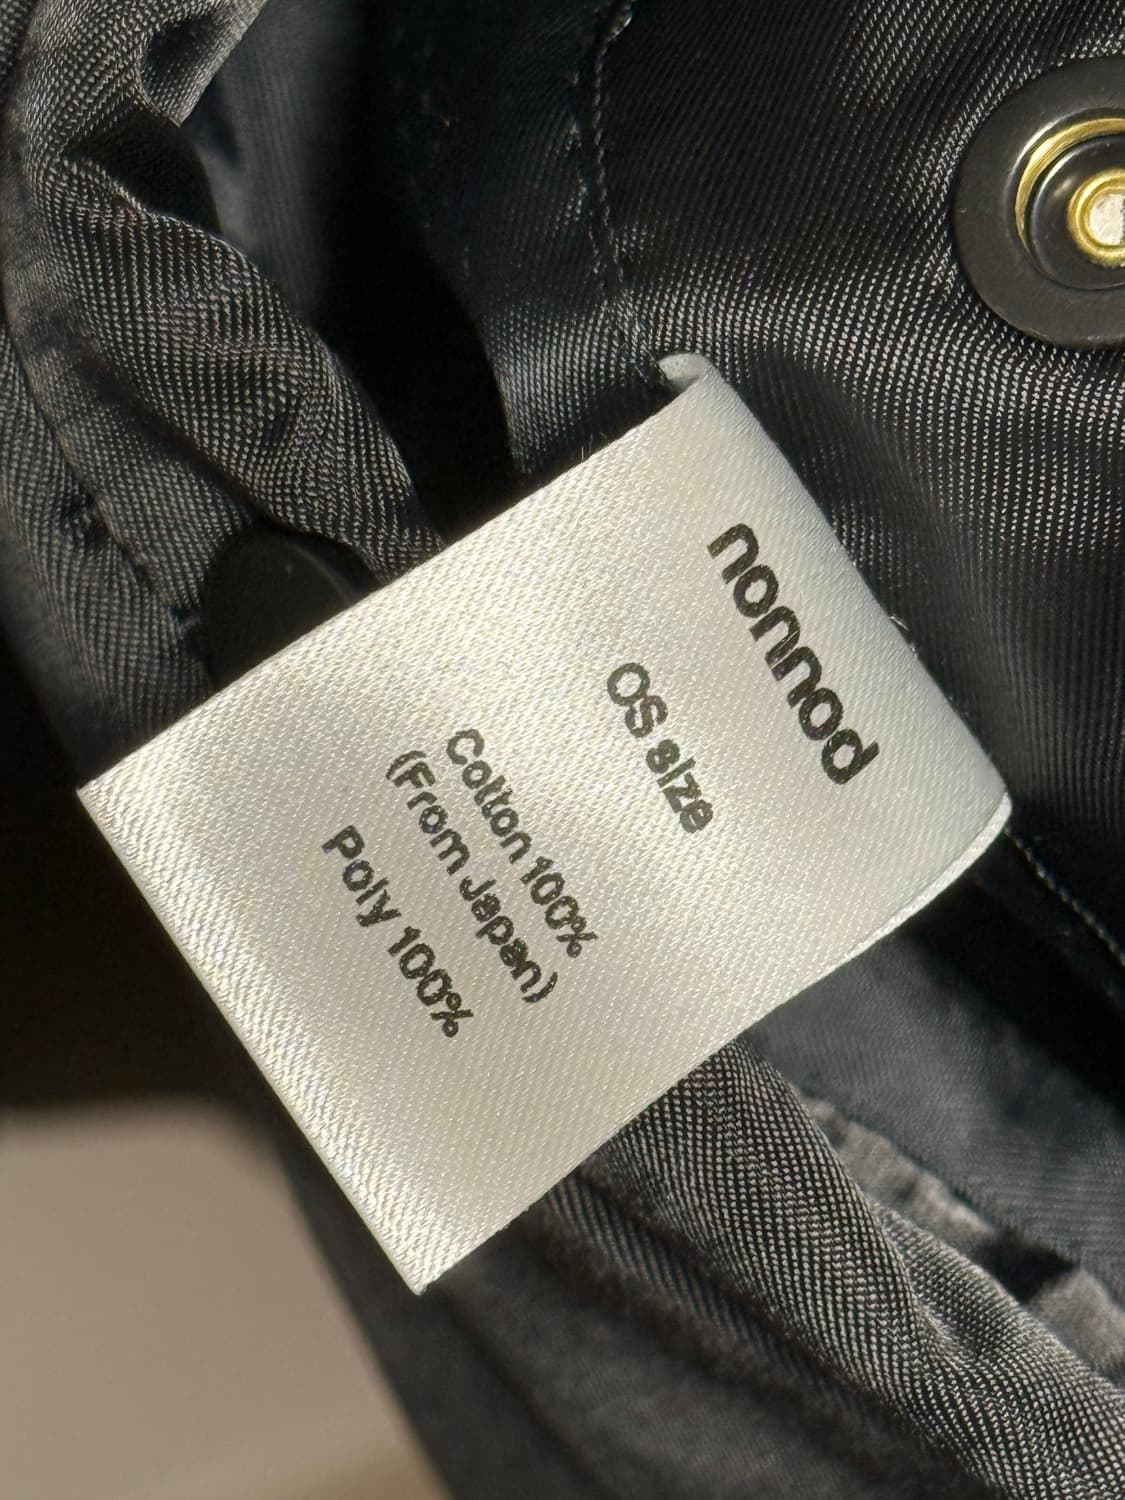 nonnod
OS size
Cotton 100%
(From Japan)
Poly 100%